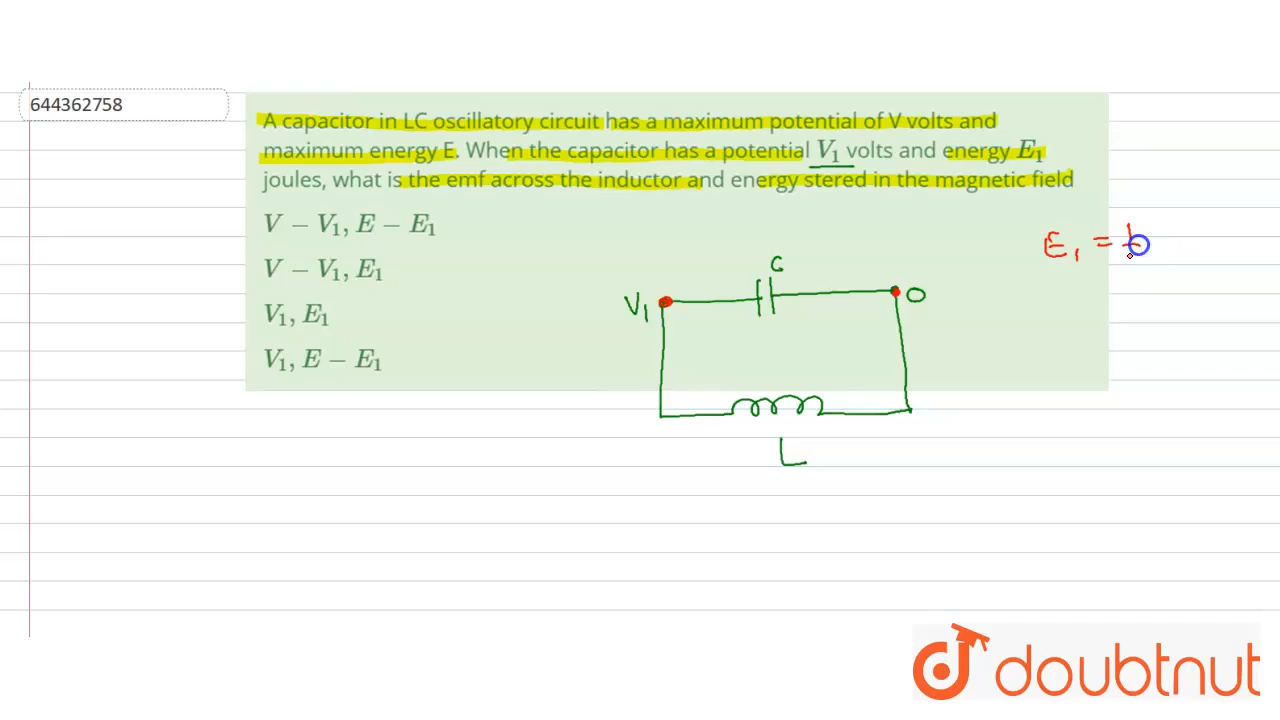 644362758
A capacitor in LC oscillatory circuit has a maximum potential of V volts and
maximum energy E. When the capacitor has a potential V₁ volts and energy E₁
joules, what is the emf across the inductor and energy stered in the magnetic field
V − V₁, E − E₁
V − V₁, E₁
V₁, E₁
V₁, E − E₁
E₁ = 1
C
V₁
O
L
doubtnut